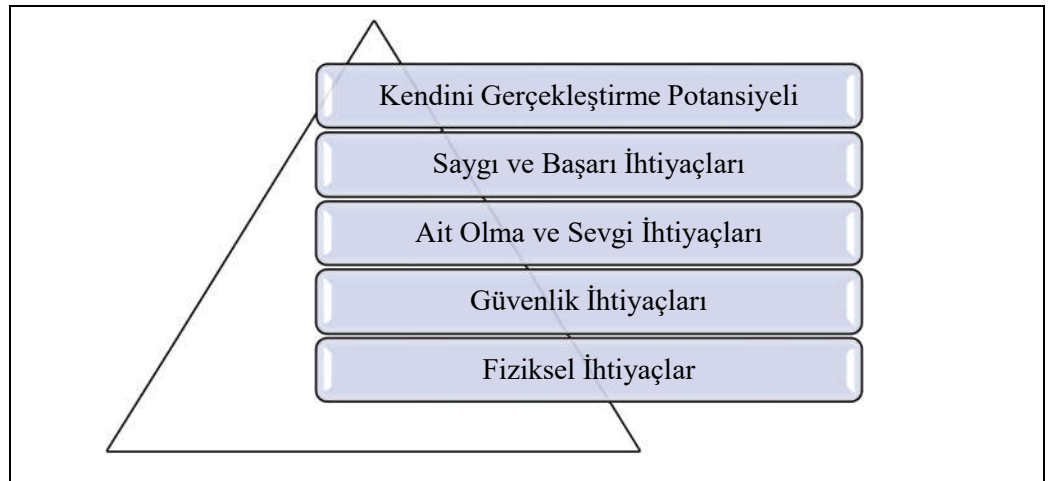 Kendini Gerçekleştirme Potansiyeli
Saygı ve Başarı İhtiyaçları
Ait Olma ve Sevgi İhtiyaçları
Güvenlik İhtiyaçları
Fiziksel İhtiyaçlar